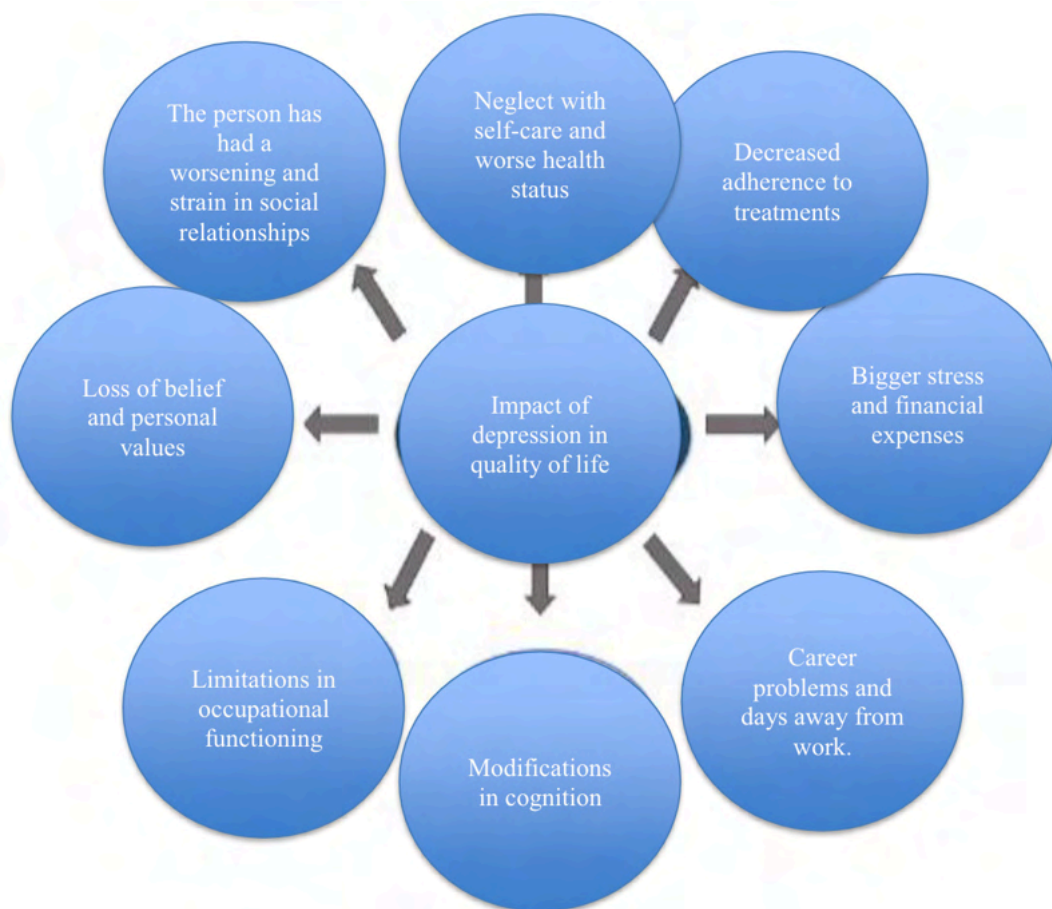 The person has
had a
worsening and
strain in social
relationships
Neglect with
self-care and
worse health
status
Decreased
adherence to
treatments
Loss of belief
and personal
values
Impact of
depression in
quality of life
Bigger stress
and financial
expenses
Limitations in
occupational
functioning
Modifications
in cognition
Career
problems and
days away from
work.